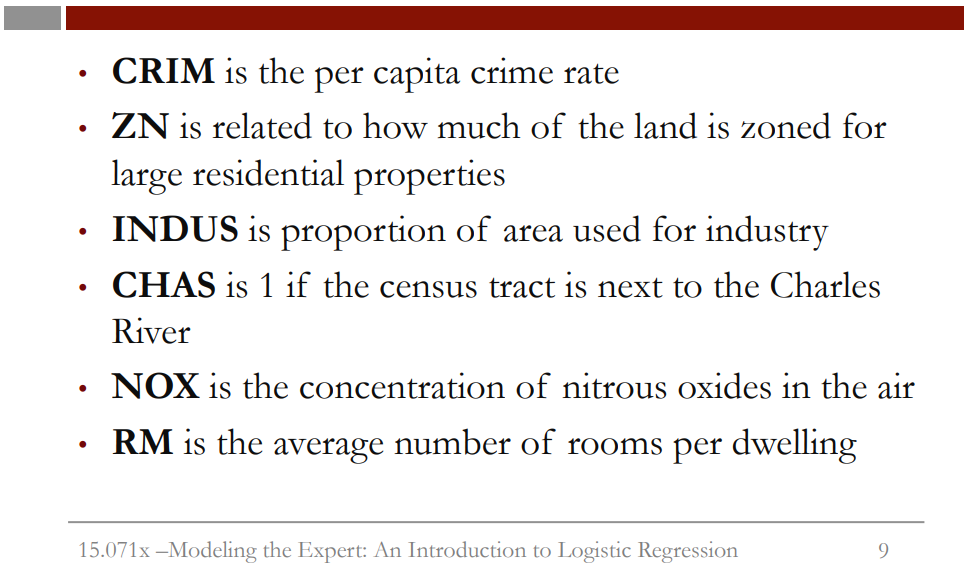 • CRIM is the per capita crime rate
• ZN is related to how much of the land is zoned for
large residential properties
• INDUS is proportion of area used for industry
• CHAS is 1 if the census tract is next to the Charles
River
• NOX is the concentration of nitrous oxides in the air
• RM is the average number of rooms per dwelling
15.071x –Modeling the Expert: An Introduction to Logistic Regression 9